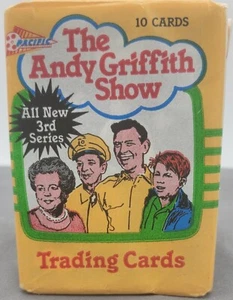 10 CARDS
PACIFIC
The
Andy Griffith
Show
All New
3rd
Series
Trading Cards